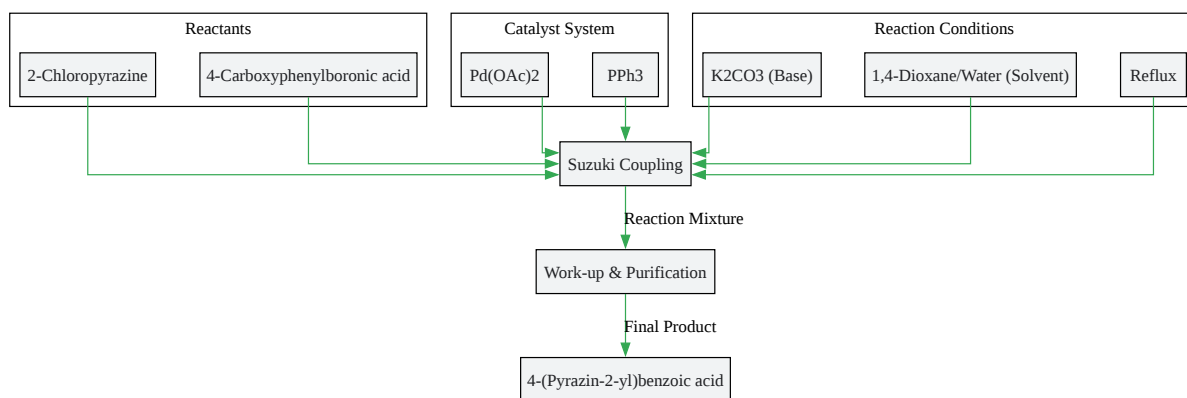 Reactants
Catalyst System
Reaction Conditions
2-Chloropyrazine
4-Carboxyphenylboronic acid
Pd(OAc)2
PPh3
K2CO3 (Base)
1,4-Dioxane/Water (Solvent)
Reflux
Suzuki Coupling
Reaction Mixture
Work-up & Purification
Final Product
4-(Pyrazin-2-yl)benzoic acid